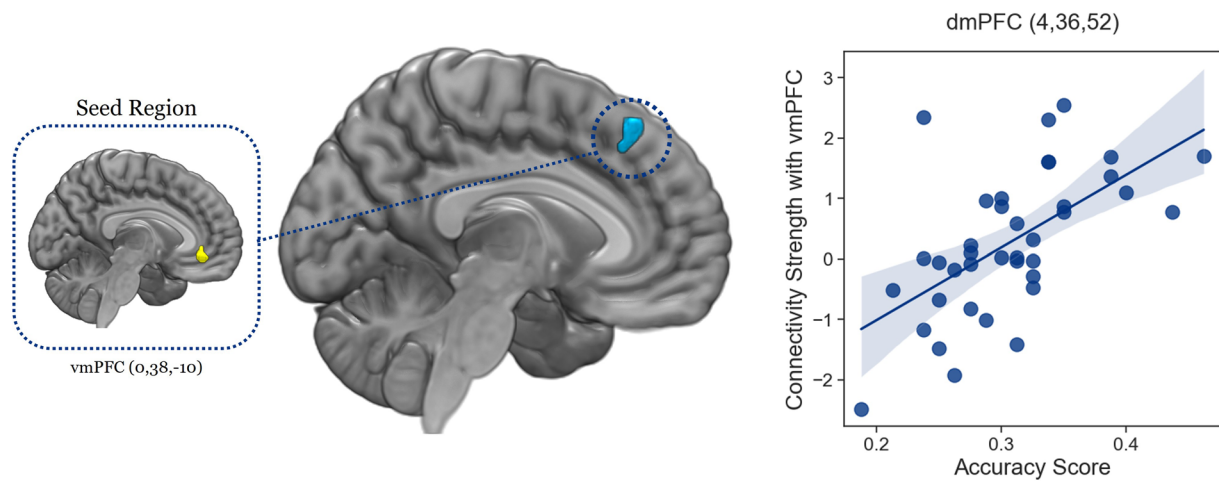 Seed Region
vmPFC (0,38,-10)
dmPFC (4,36,52)
Connectivity Strength with vmPFC
3
2
1
0
−1
−2
0.2
0.3
0.4
Accuracy Score